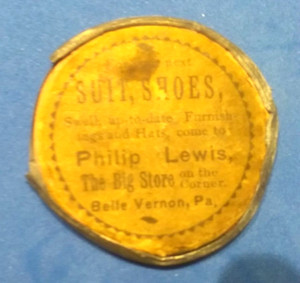 SUIT, SHOES,
Swell, up-to-date, Furnish
ings and Hats, come to
Philip Lewis,
The Big Store on the Corner.
Belle Vernon, Pa.